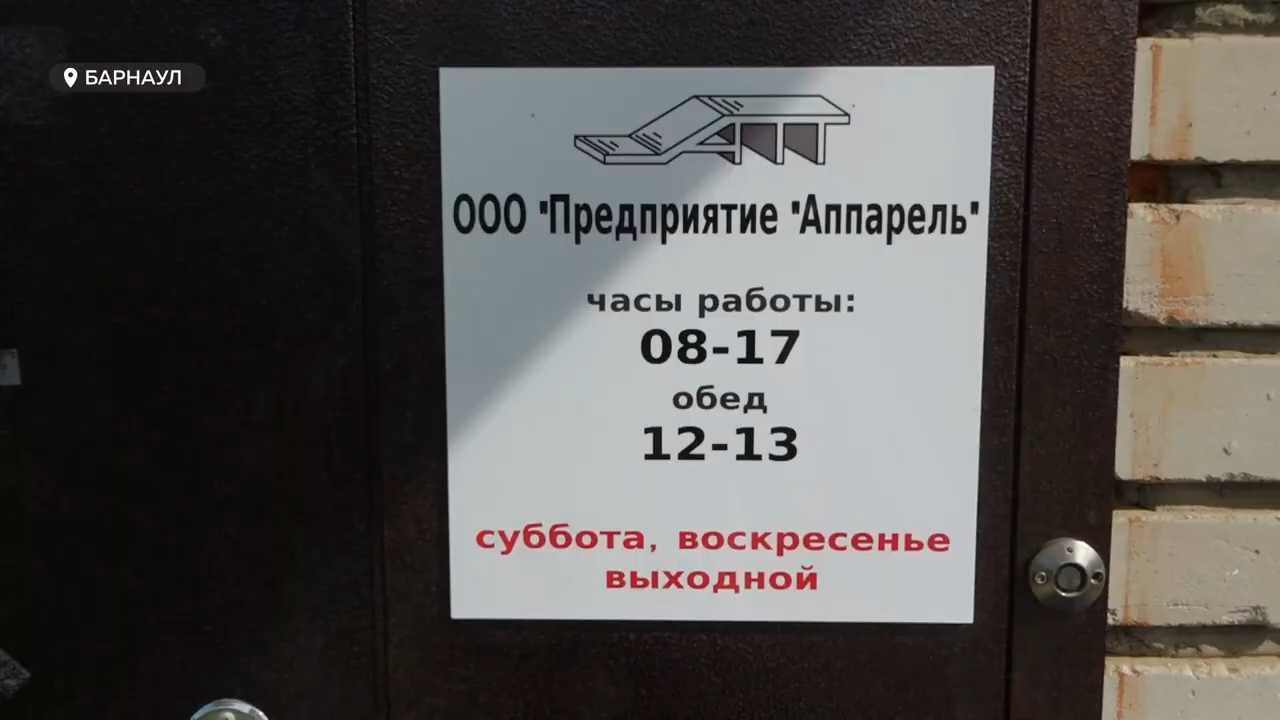 БАРНАУЛ
ООО "Предприятие "Аппарель"
часы работы:
08-17
обед
12-13
суббота, воскресенье
выходной